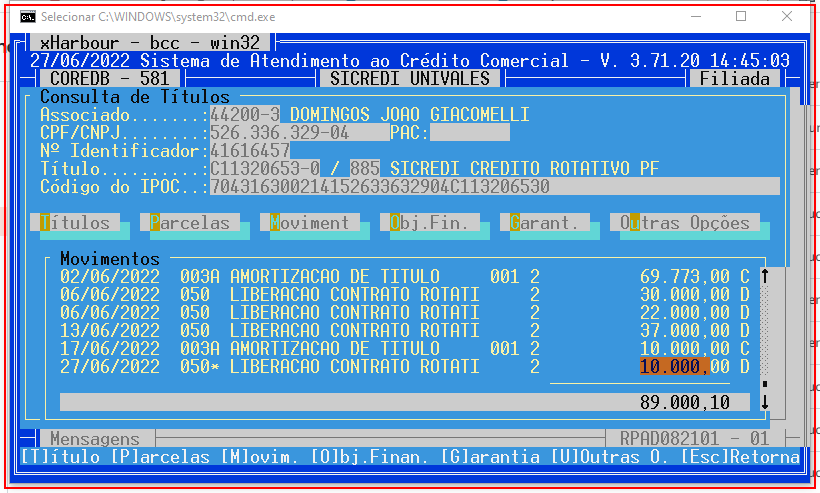 Selecionar C:\WINDOWS\system32\cmd.exe
xHarbour - bcc - win32
27/06/2022 Sistema de Atendimento ao Crédito Comercial - V. 3.71.20 14:45:03
COREDB - 581 SICREDI UNIVALES Filiada
Consulta de Títulos
Associado.......:44200-3 DOMINGOS JOAO GIACOMELLI
CPF/CNPJ........:526.336.329-04 PAC:
Nº Identificador:41616457
Título..........:C11320653-0 / 885 SICREDI CREDITO ROTATIVO PF
Código do IPOC..:704316300214152633632904C113206530
Títulos Parcelas Moviment Obj.Fin. Garant. Outras Opções
Movimentos
02/06/2022 003A AMORTIZACAO DE TITULO 001 2 69.773,00 C
06/06/2022 050 LIBERACAO CONTRATO ROTATI 2 30.000,00 D
06/06/2022 050 LIBERACAO CONTRATO ROTATI 2 22.000,00 D
13/06/2022 050 LIBERACAO CONTRATO ROTATI 2 37.000,00 D
17/06/2022 003A AMORTIZACAO DE TITULO 001 2 10.000,00 C
27/06/2022 050* LIBERACAO CONTRATO ROTATI 2 10.000,00 D
89.000,10
Mensagens RPAD082101 - 01
[T]ítulo [P]arcelas [M]ovim. [O]bj.Finan. [G]arantia [U]Outras O. [Esc]Retorna